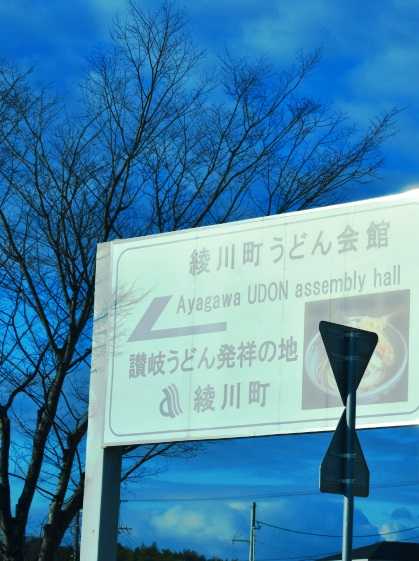 綾川町うどん会館
Ayagawa UDON assembly hall
讃岐うどん発祥の地
綾川町